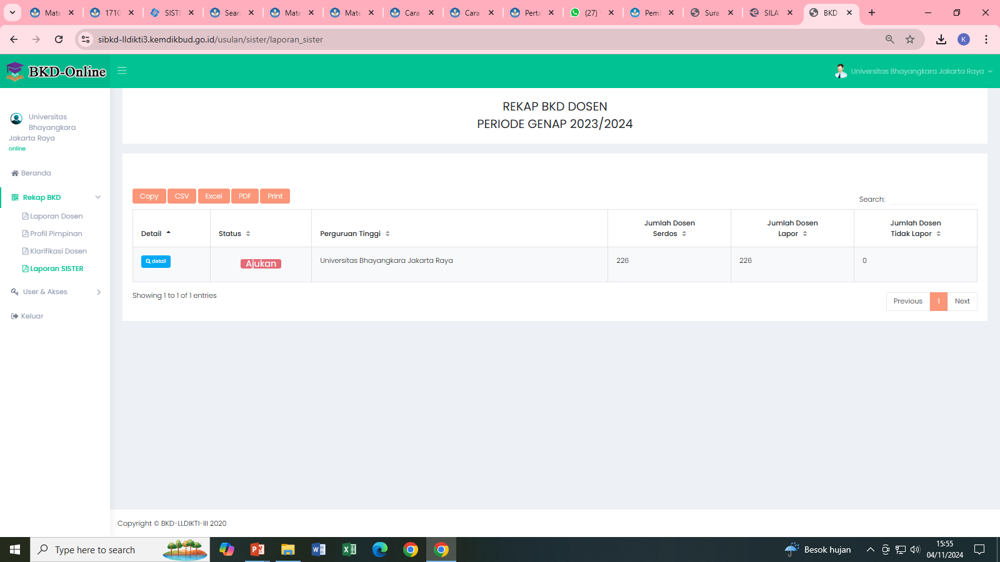 Mate
1710
SISTE
Sear
Mate
Mate
Cara
Cara
Perta
(27)
Pem
Sura
SILA
BKD-
sibkd-lldikti3.kemdikbud.go.id/usulan/sister/laporan_sister
K
BKD-Online
Universitas Bhayangkara Jakarta Raya
Universitas
Bhayangkara
Jakarta Raya
online
Beranda
Rekap BKD
Laporan Dosen
Profil Pimpinan
Klarifikasi Dosen
Laporan SISTER
User & Akses
Keluar
REKAP BKD DOSEN
PERIODE GENAP 2023/2024
Copy CSV Excel PDF Print
Search:
Detail
Status
Perguruan Tinggi
Jumlah Dosen
Serdos
Jumlah Dosen
Lapor
Jumlah Dosen
Tidak Lapor
detail
Ajukan
Universitas Bhayangkara Jakarta Raya
226
226
0
Showing 1 to 1 of 1 entries
Previous 1 Next
Copyright © BKD-LLDIKTI-III 2020
Type here to search
Besok hujan
15:55
04/11/2024